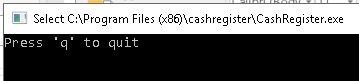 Select C:\Program Files (x86)\cashregister\CashRegister.exe
Press 'q' to quit